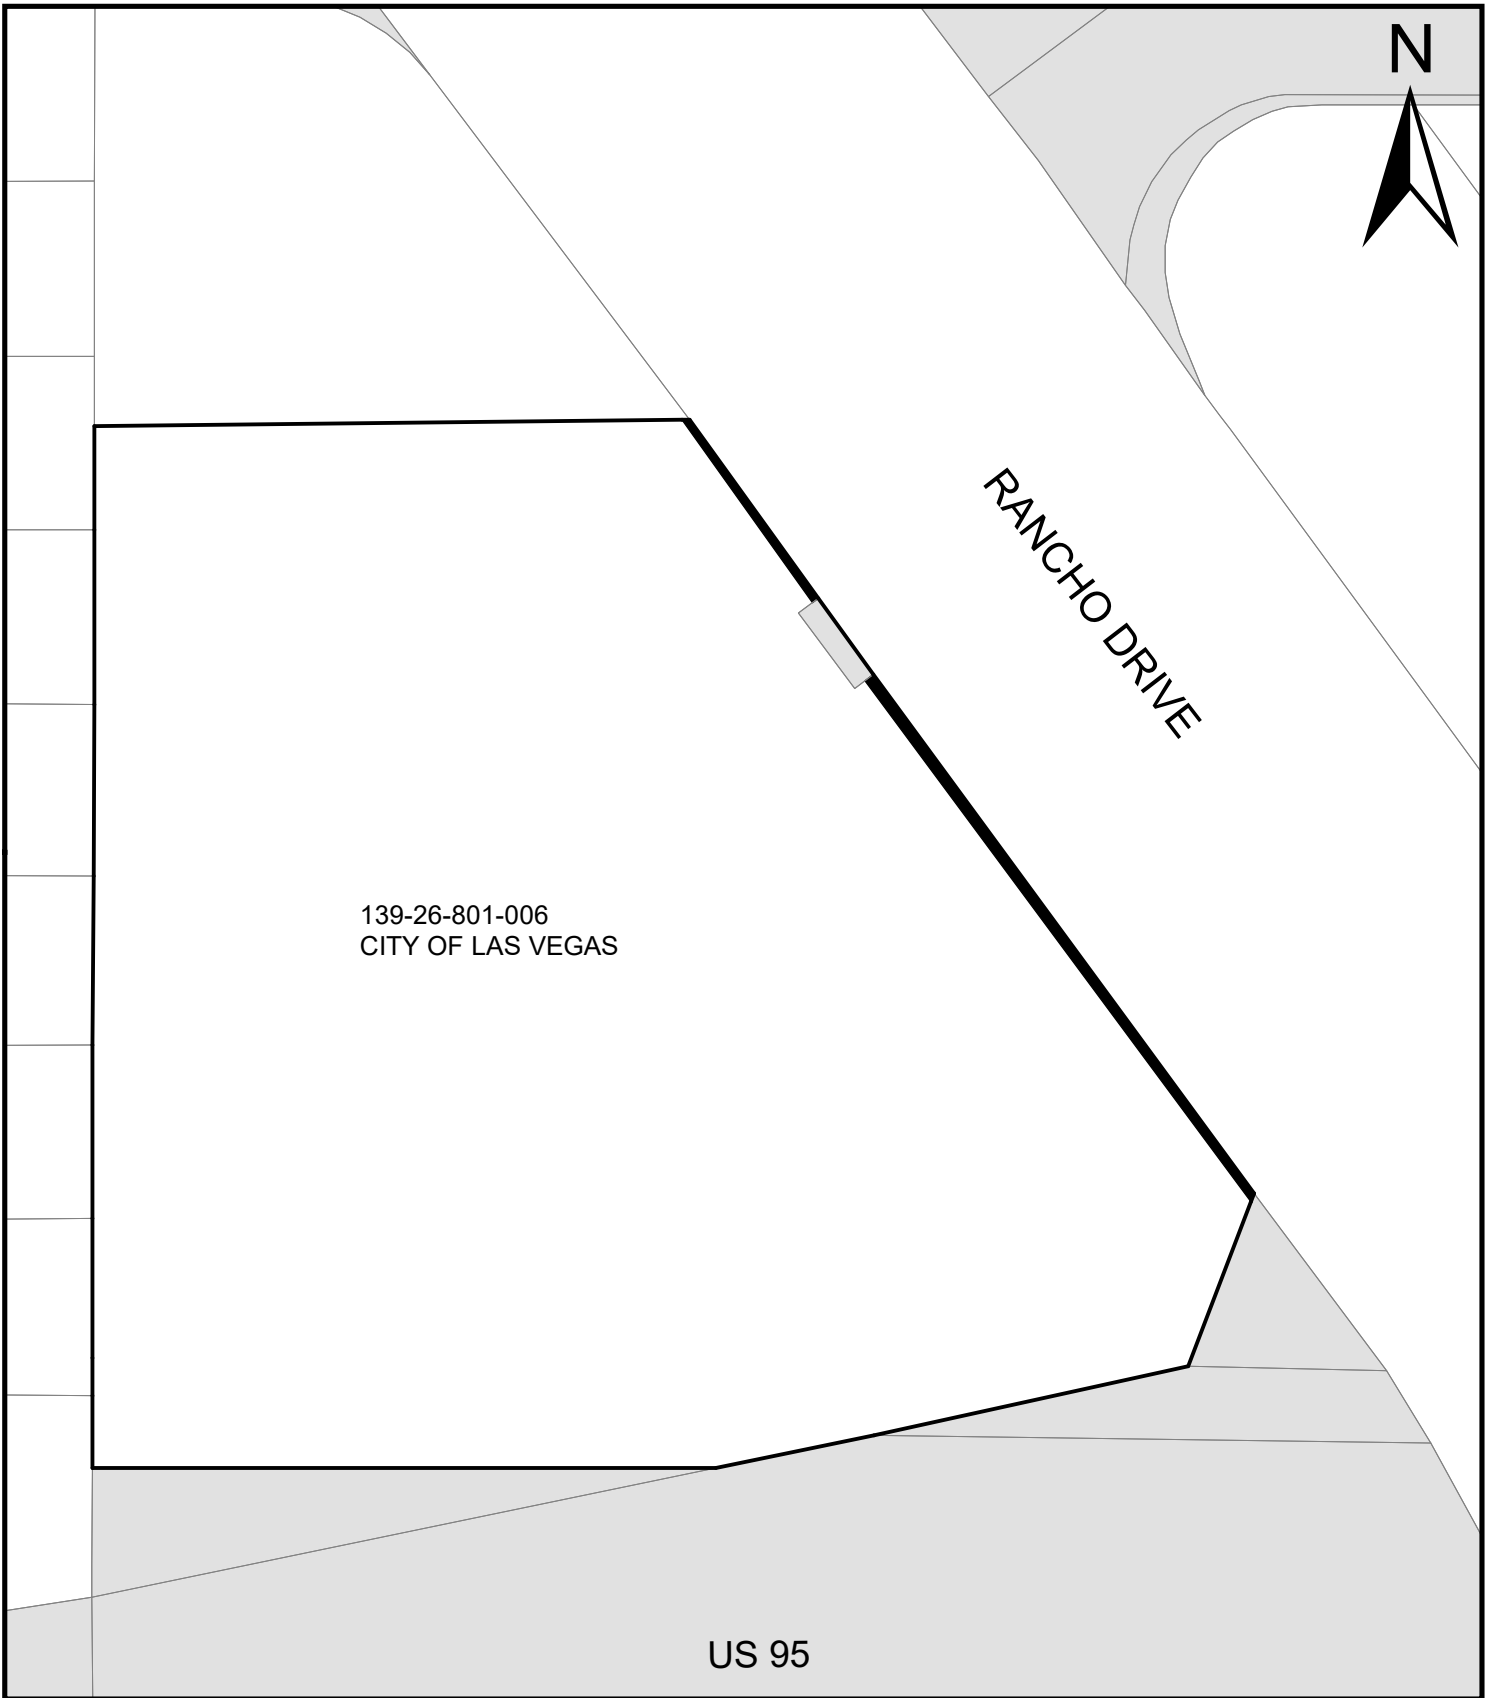 N
RANCHO DRIVE
139-26-801-006
CITY OF LAS VEGAS
US 95